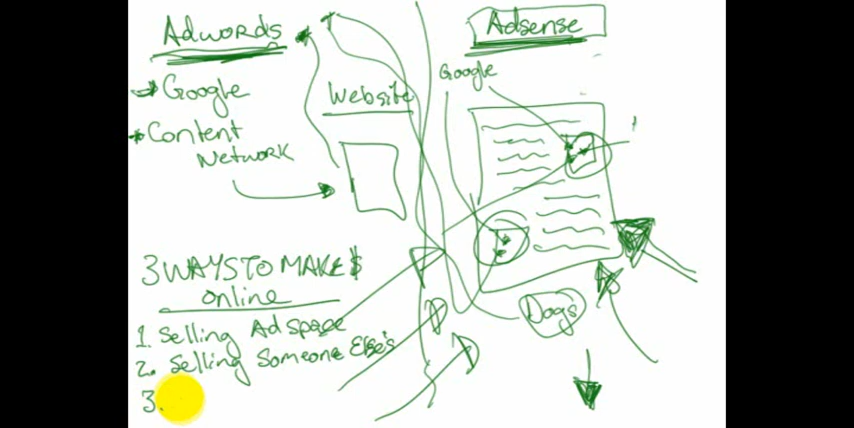 Adwords
Google
Content
Network
Website
Adsense
Google
Dogs
3 WAYS TO MAKE $
online
1. Selling Ad space
2. Selling Someone Else's
3.